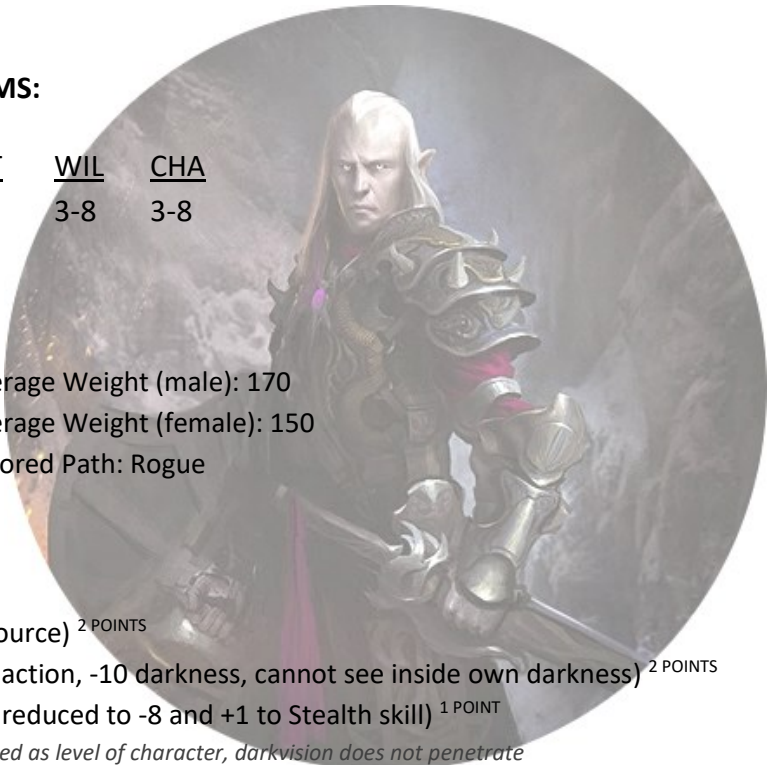 MS:
WIL CHA
3-8 3-8
erage Weight (male): 170
erage Weight (female): 150
ored Path: Rogue
ource) 2 POINTS
action, -10 darkness, cannot see inside own darkness) 2 POINTS
reduced to -8 and +1 to Stealth skill) 1 POINT
ed as level of character, darkvision does not penetrate